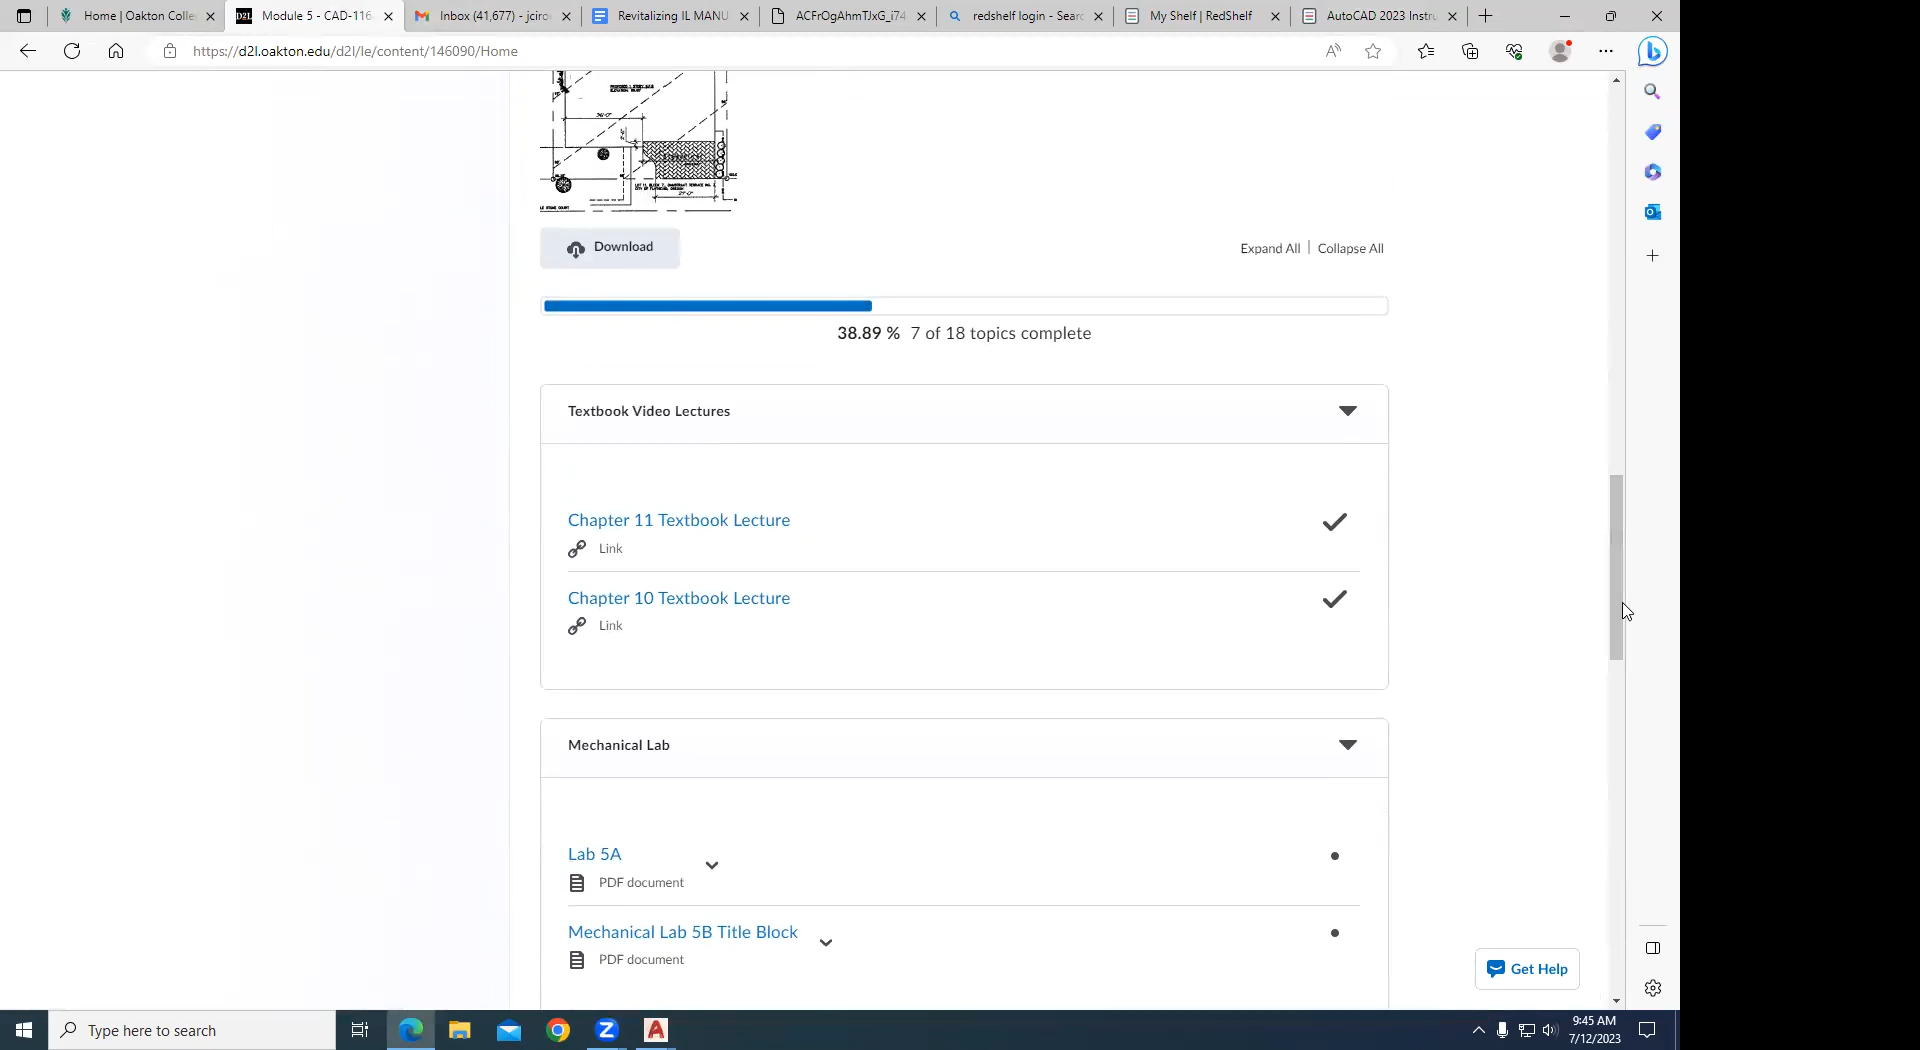 Home | Oakton Colle
D2L Module 5 - CAD-116
Inbox (41,677) - jciro
Revitalizing IL MANU
ACFrOgAhmTJxG_i74
redshelf login - Searc
My Shelf | RedShelf
AutoCAD 2023 Instru
https://d2l.oakton.edu/d2l/le/content/146090/Home
Download
Expand All | Collapse All
38.89 % 7 of 18 topics complete
Textbook Video Lectures
Chapter 11 Textbook Lecture
Link
Chapter 10 Textbook Lecture
Link
Mechanical Lab
Lab 5A
PDF document
Mechanical Lab 5B Title Block
PDF document
Get Help
Type here to search
9:45 AM
7/12/2023